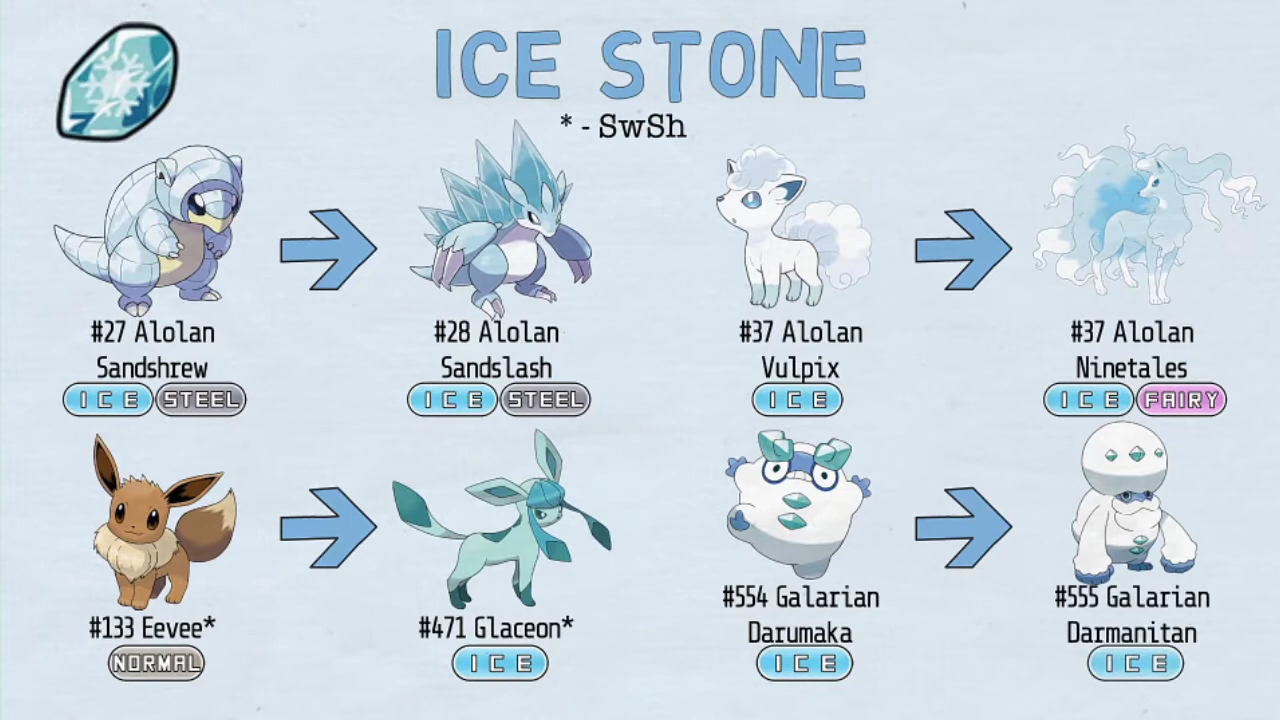 ICE STONE
* - SwSh
#27 Alolan
Sandshrew
ICE STEEL
#28 Alolan
Sandslash
ICE STEEL
#37 Alolan
Vulpix
ICE
#37 Alolan
Ninetales
ICE FAIRY
#133 Eevee*
NORMAL
#471 Glaceon*
ICE
#554 Galarian
Darumaka
ICE
#555 Galarian
Darmanitan
ICE